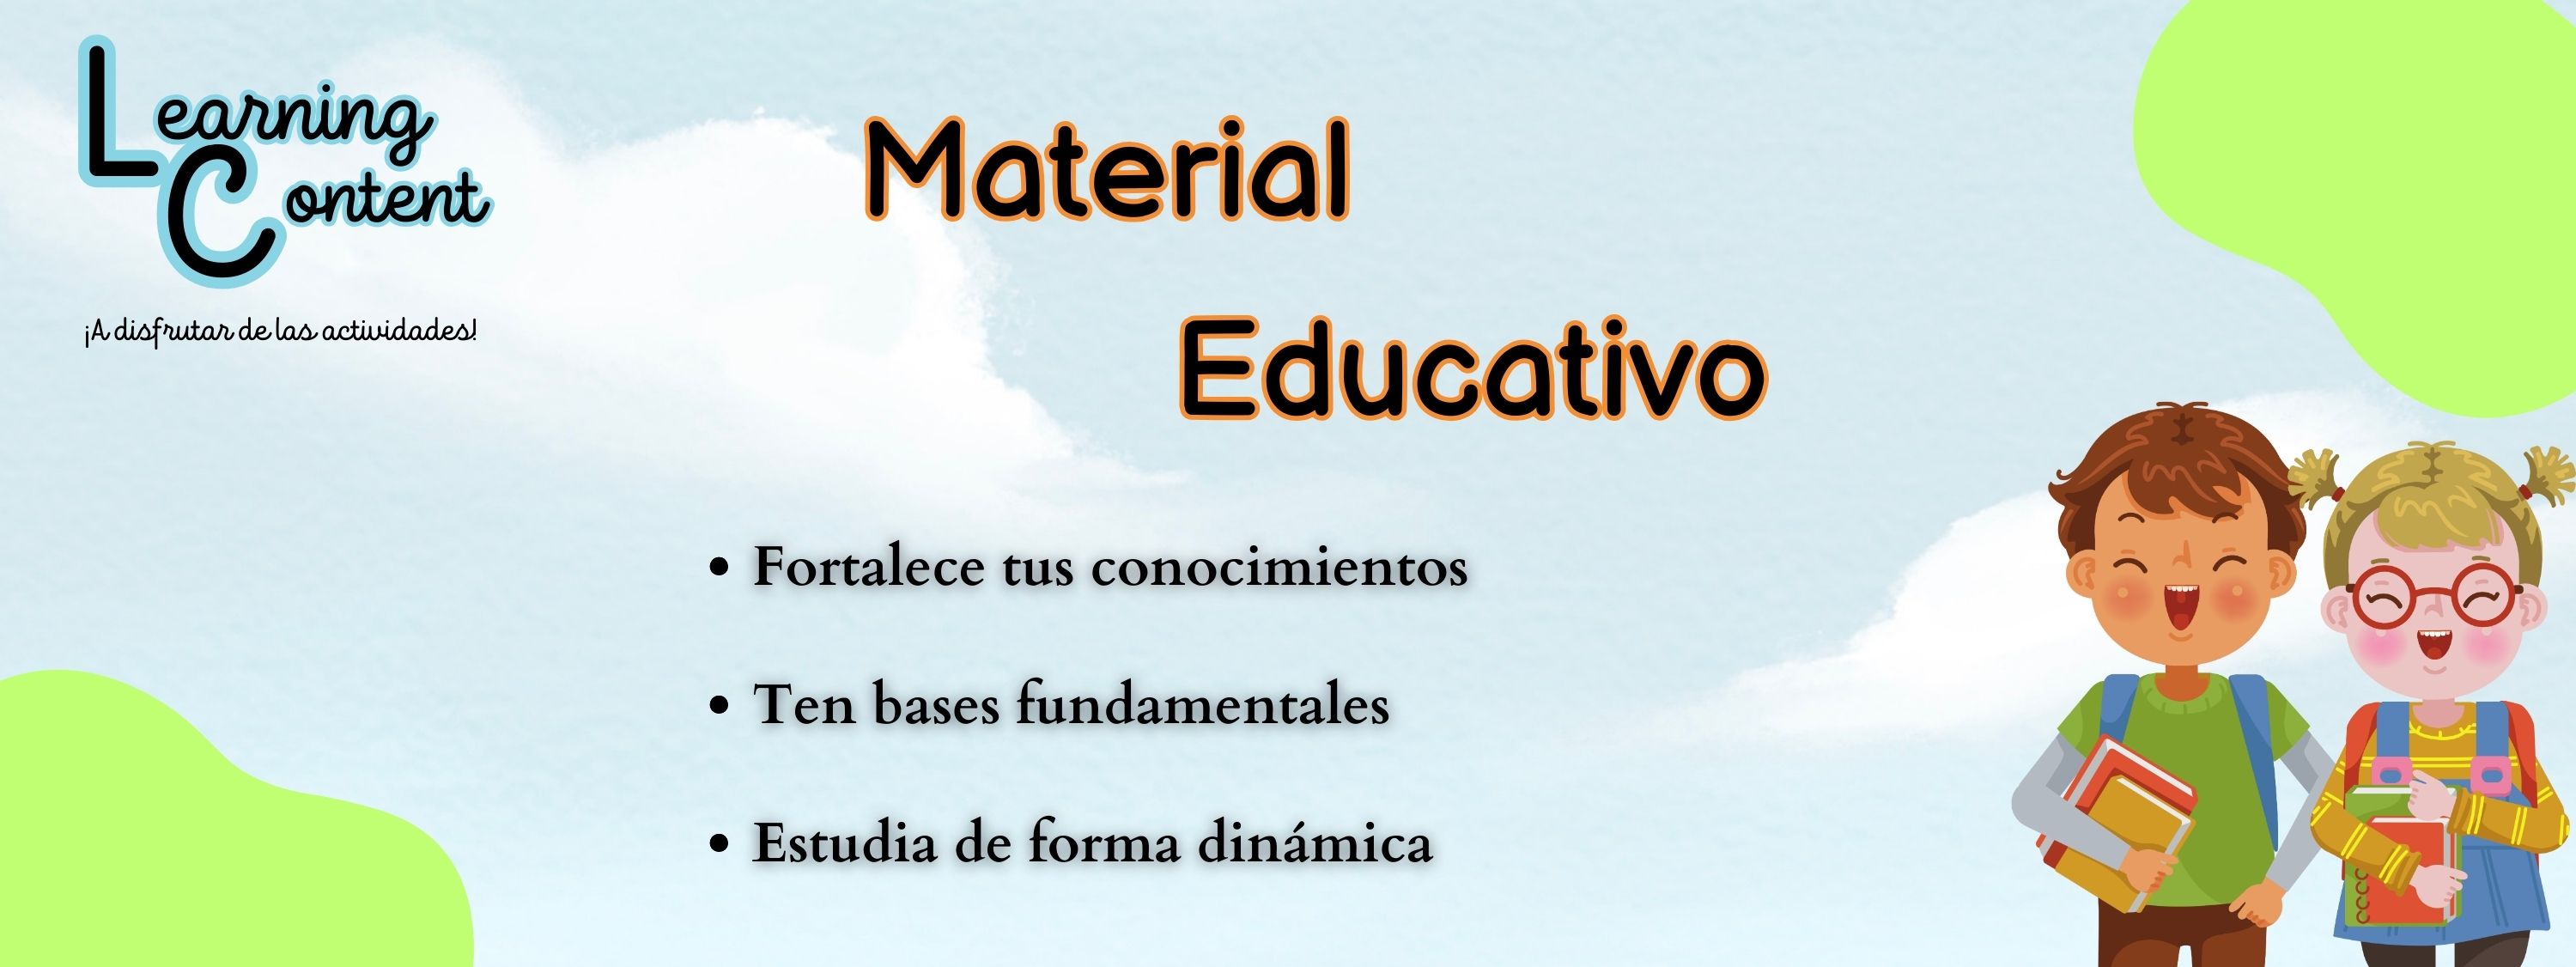 Learning
Content
¡A disfrutar de las actividades!
Material
Educativo
• Fortalece tus conocimientos
• Ten bases fundamentales
• Estudia de forma dinámica